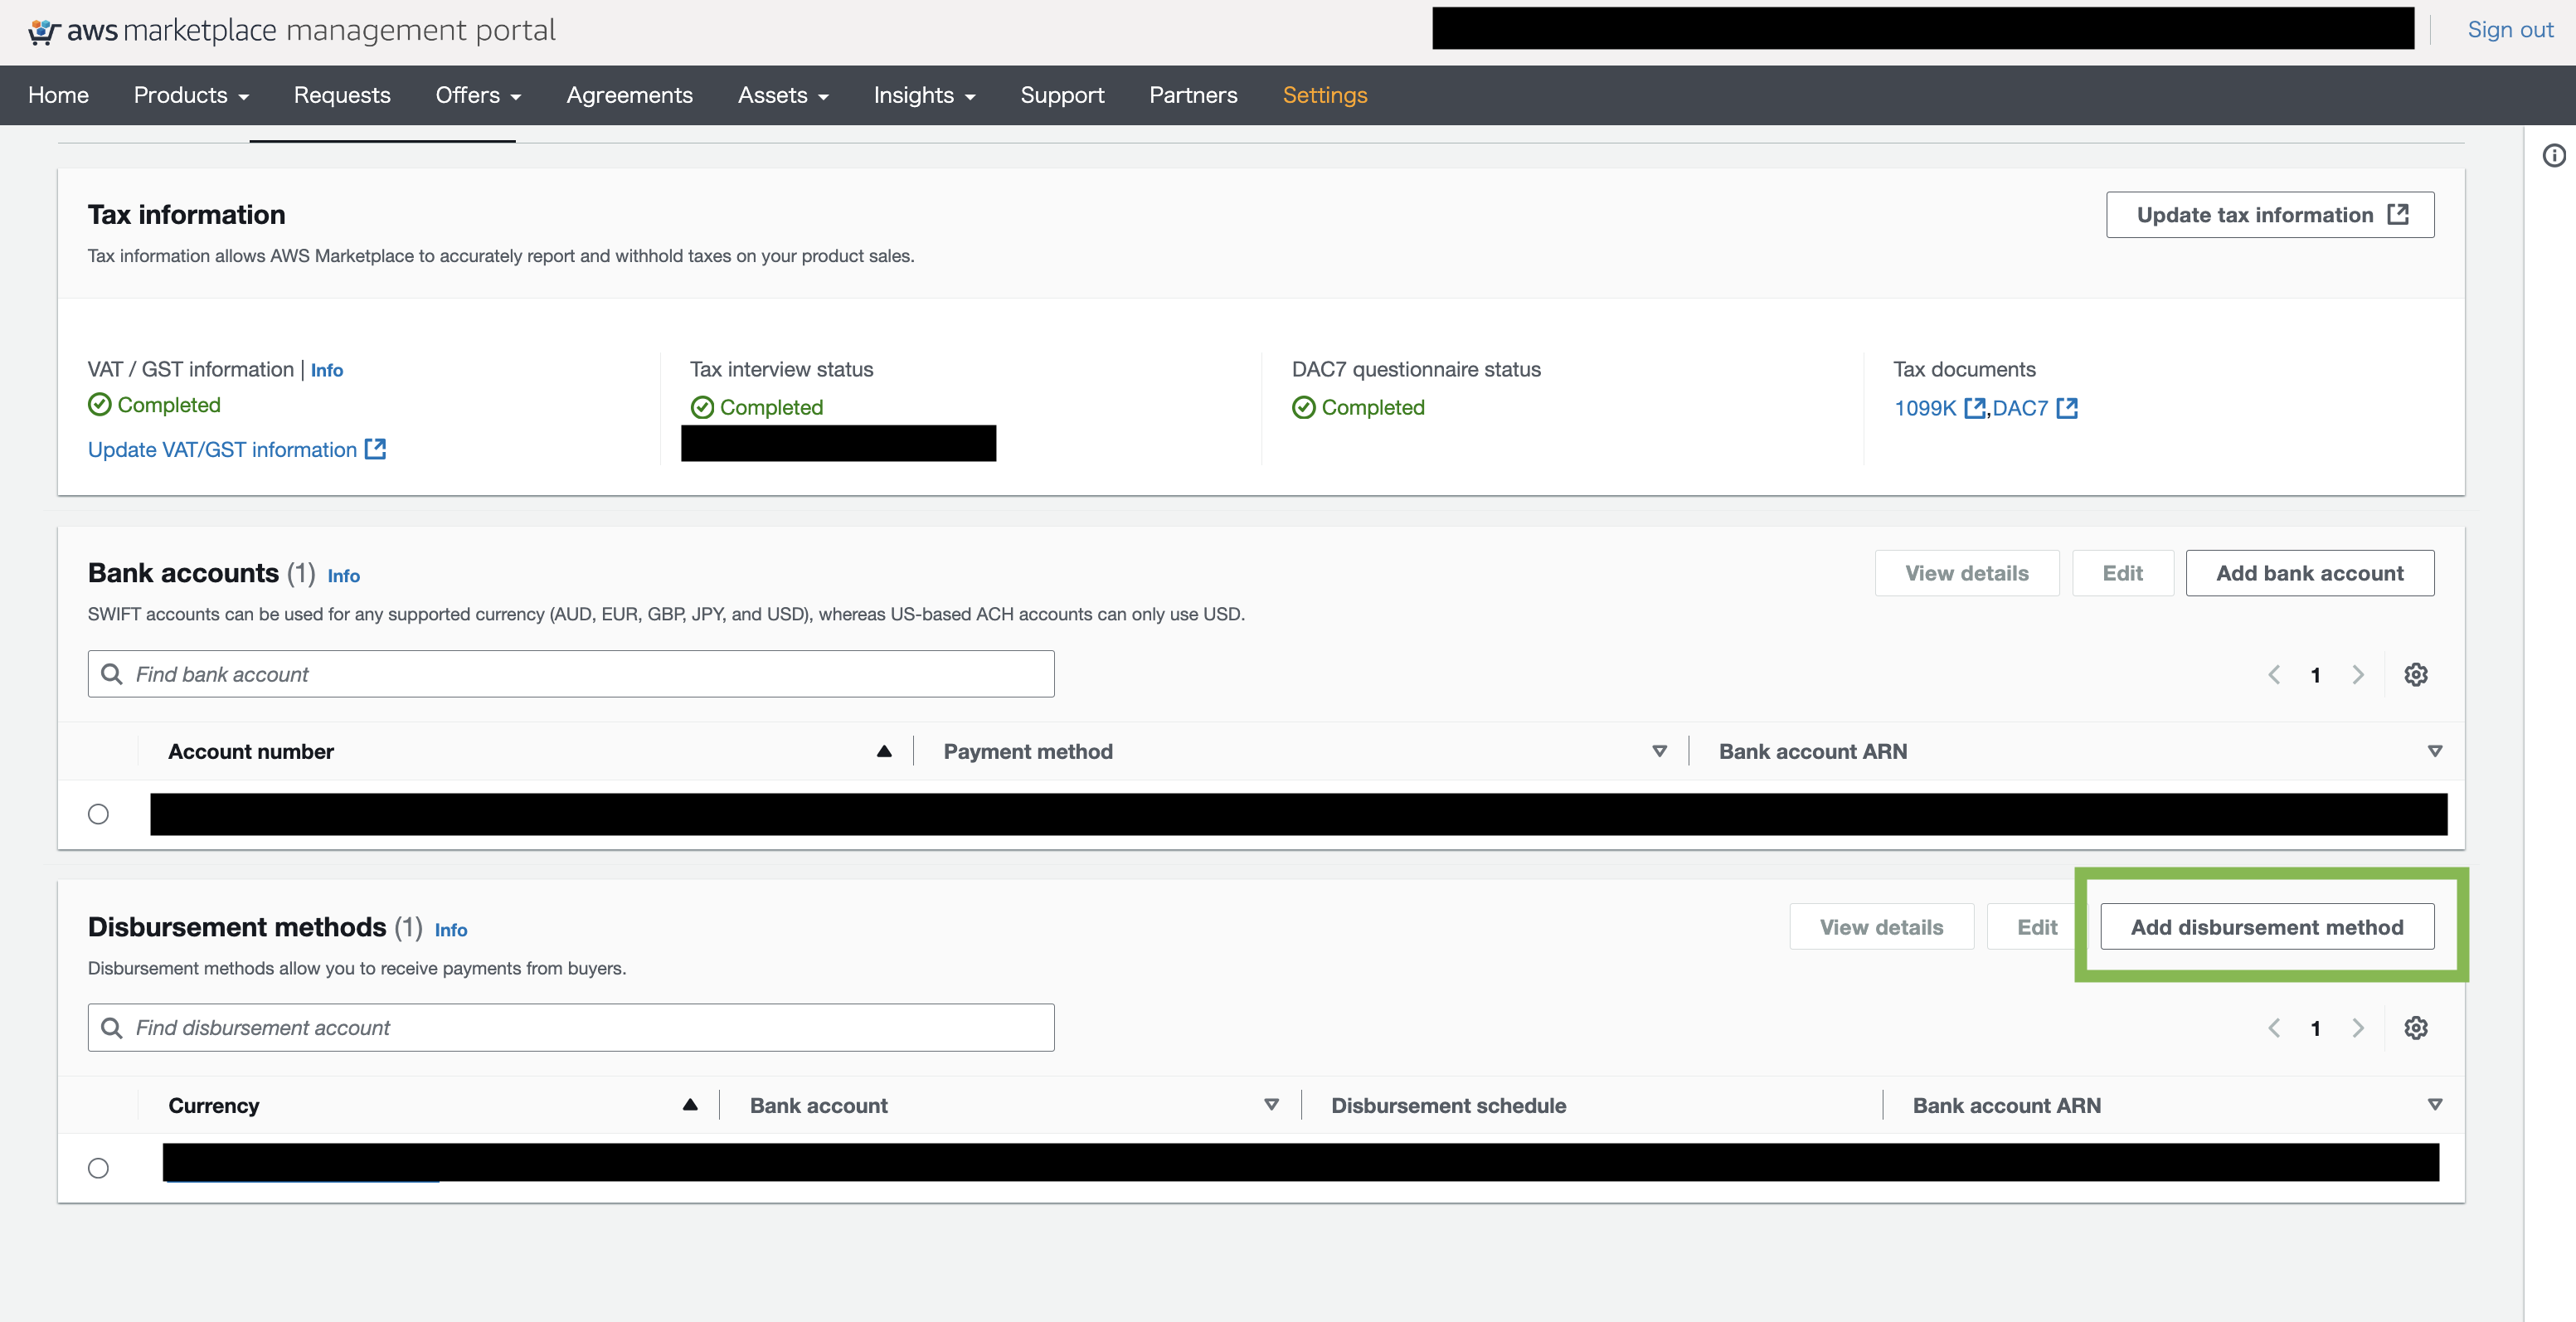 aws marketplace management portal
Sign out
Home Products Requests Offers Agreements Assets Insights Support Partners Settings
Tax information
Update tax information
Tax information allows AWS Marketplace to accurately report and withhold taxes on your product sales.
VAT / GST information | Info
Completed
Update VAT/GST information
Tax interview status
Completed
DAC7 questionnaire status
Completed
Tax documents
1099K ,DAC7
Bank accounts (1) Info
View details Edit Add bank account
SWIFT accounts can be used for any supported currency (AUD, EUR, GBP, JPY, and USD), whereas US-based ACH accounts can only use USD.
Find bank account
1
Account number Payment method Bank account ARN
Disbursement methods (1) Info
View details Edit Add disbursement method
Disbursement methods allow you to receive payments from buyers.
Find disbursement account
1
Currency Bank account Disbursement schedule Bank account ARN